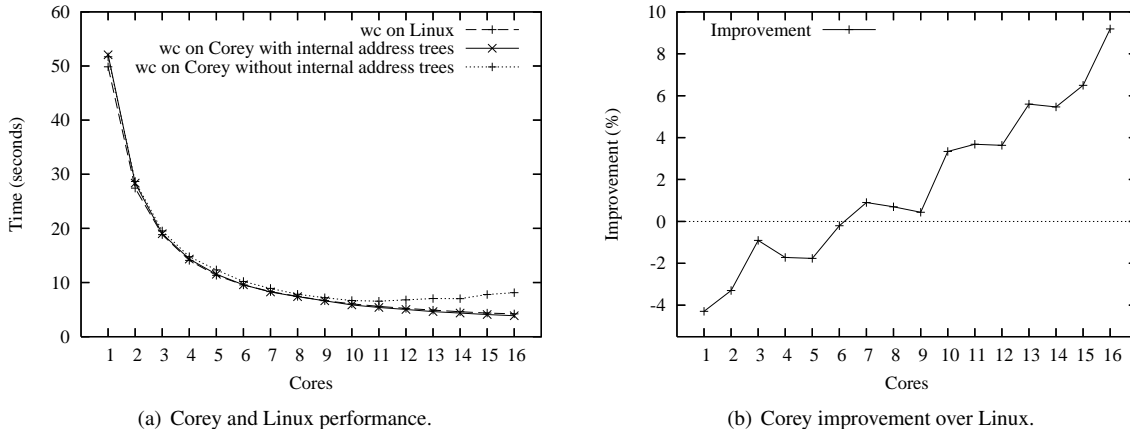 60
50
40
30
20
10
0
Time (seconds)
wc on Linux
wc on Corey with internal address trees
wc on Corey without internal address trees
1 2 3 4 5 6 7 8 9 10 11 12 13 14 15 16
Cores
(a) Corey and Linux performance.
10
8
6
4
2
0
-2
-4
Improvement (%)
Improvement
1 2 3 4 5 6 7 8 9 10 11 12 13 14 15 16
Cores
(b) Corey improvement over Linux.